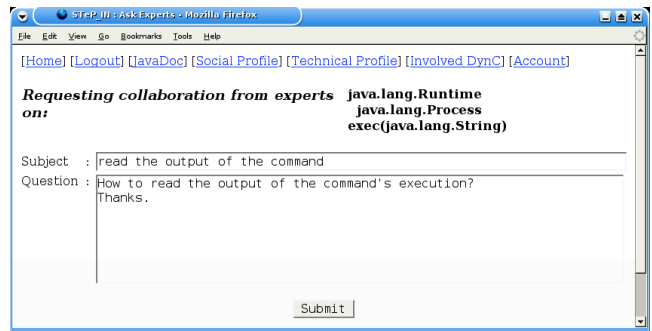 STeP_IN : Ask Experts - Mozilla Firefox
File Edit View Go Bookmarks Tools Help
[Home] [Logout] [JavaDoc] [Social Profile] [Technical Profile] [Involved DynC] [Account]
Requesting collaboration from experts on:
java.lang.Runtime
java.lang.Process
exec(java.lang.String)
Subject : read the output of the command
Question : How to read the output of the command's execution?
Thanks.
Submit